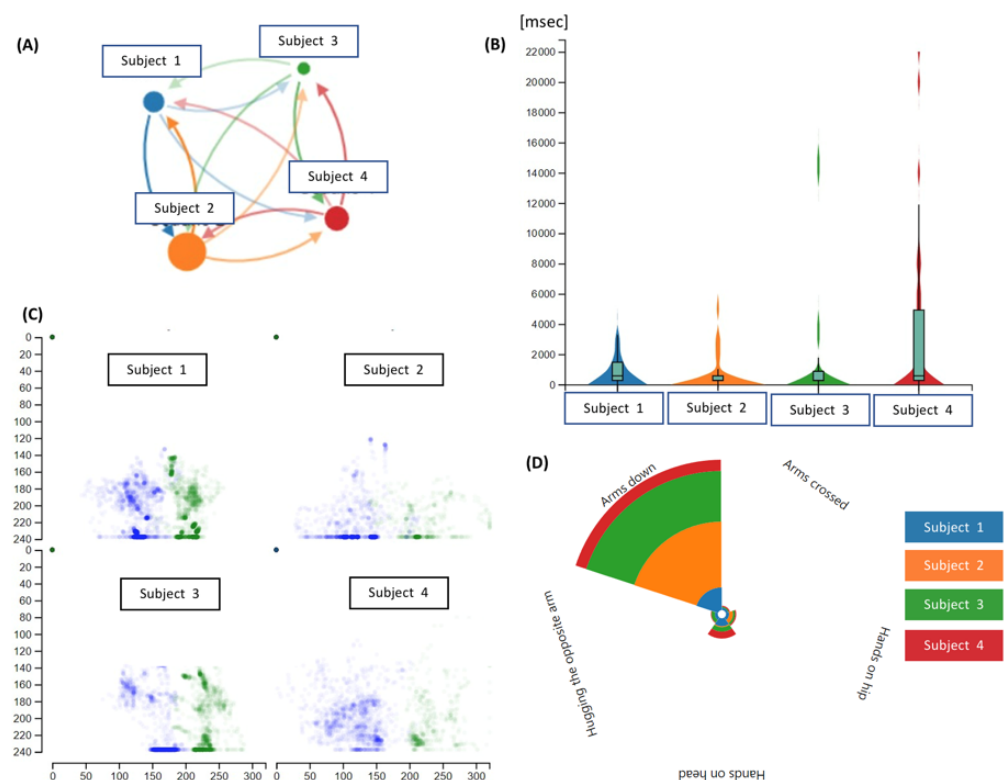 (A)
Subject 3
Subject 1
Subject 4
Subject 2
(B)
[msec]
22000
20000
18000
16000
14000
12000
10000
8000
6000
4000
2000
0
Subject 1
Subject 2
Subject 3
Subject 4
(C)
0
20
40
60
80
100
120
140
160
180
200
220
240
Subject 1
Subject 2
0
20
40
60
80
100
120
140
160
180
200
220
240
Subject 3
Subject 4
0 50 100 150 200 250 300
0 50 100 150 200 250 300
(D)
Arms down
Arms crossed
Hugging the opposite arm
Hands on hip
Hands on head
Subject 1
Subject 2
Subject 3
Subject 4